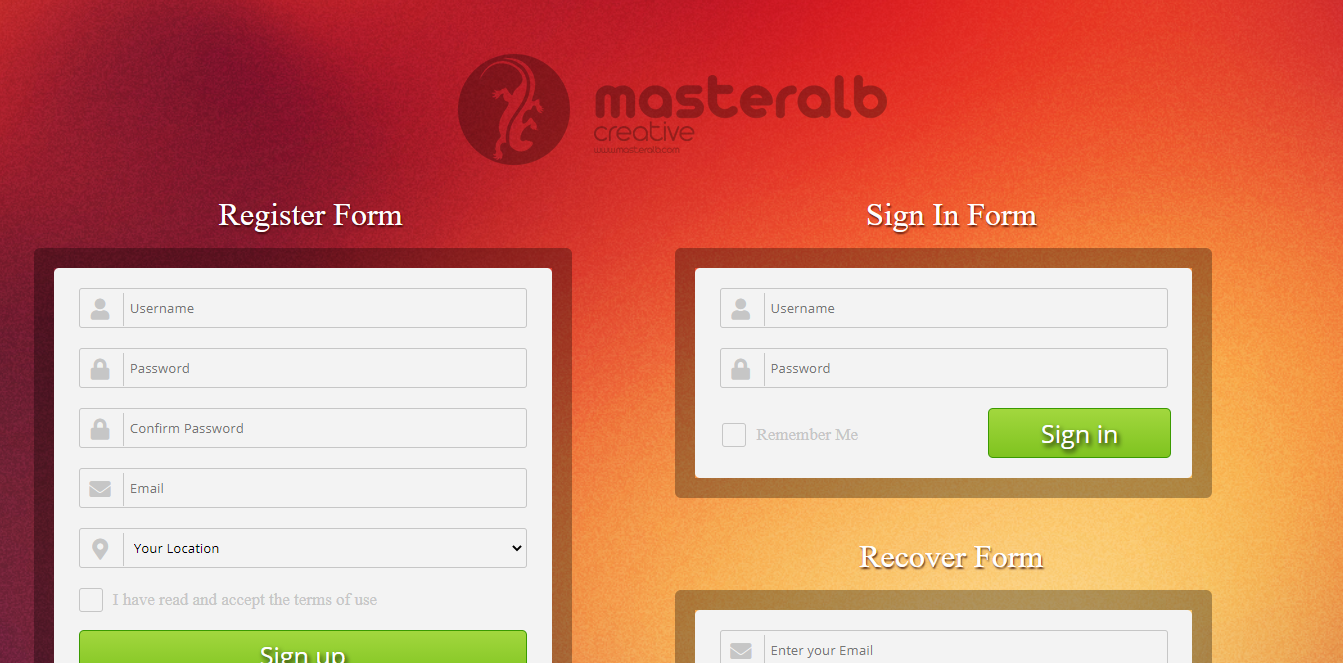 masteralb
creative
www.masteralb.com
Register Form
Username
Password
Confirm Password
Email
Your Location
I have read and accept the terms of use
Sign up
Sign In Form
Username
Password
Remember Me
Sign in
Recover Form
Enter your Email